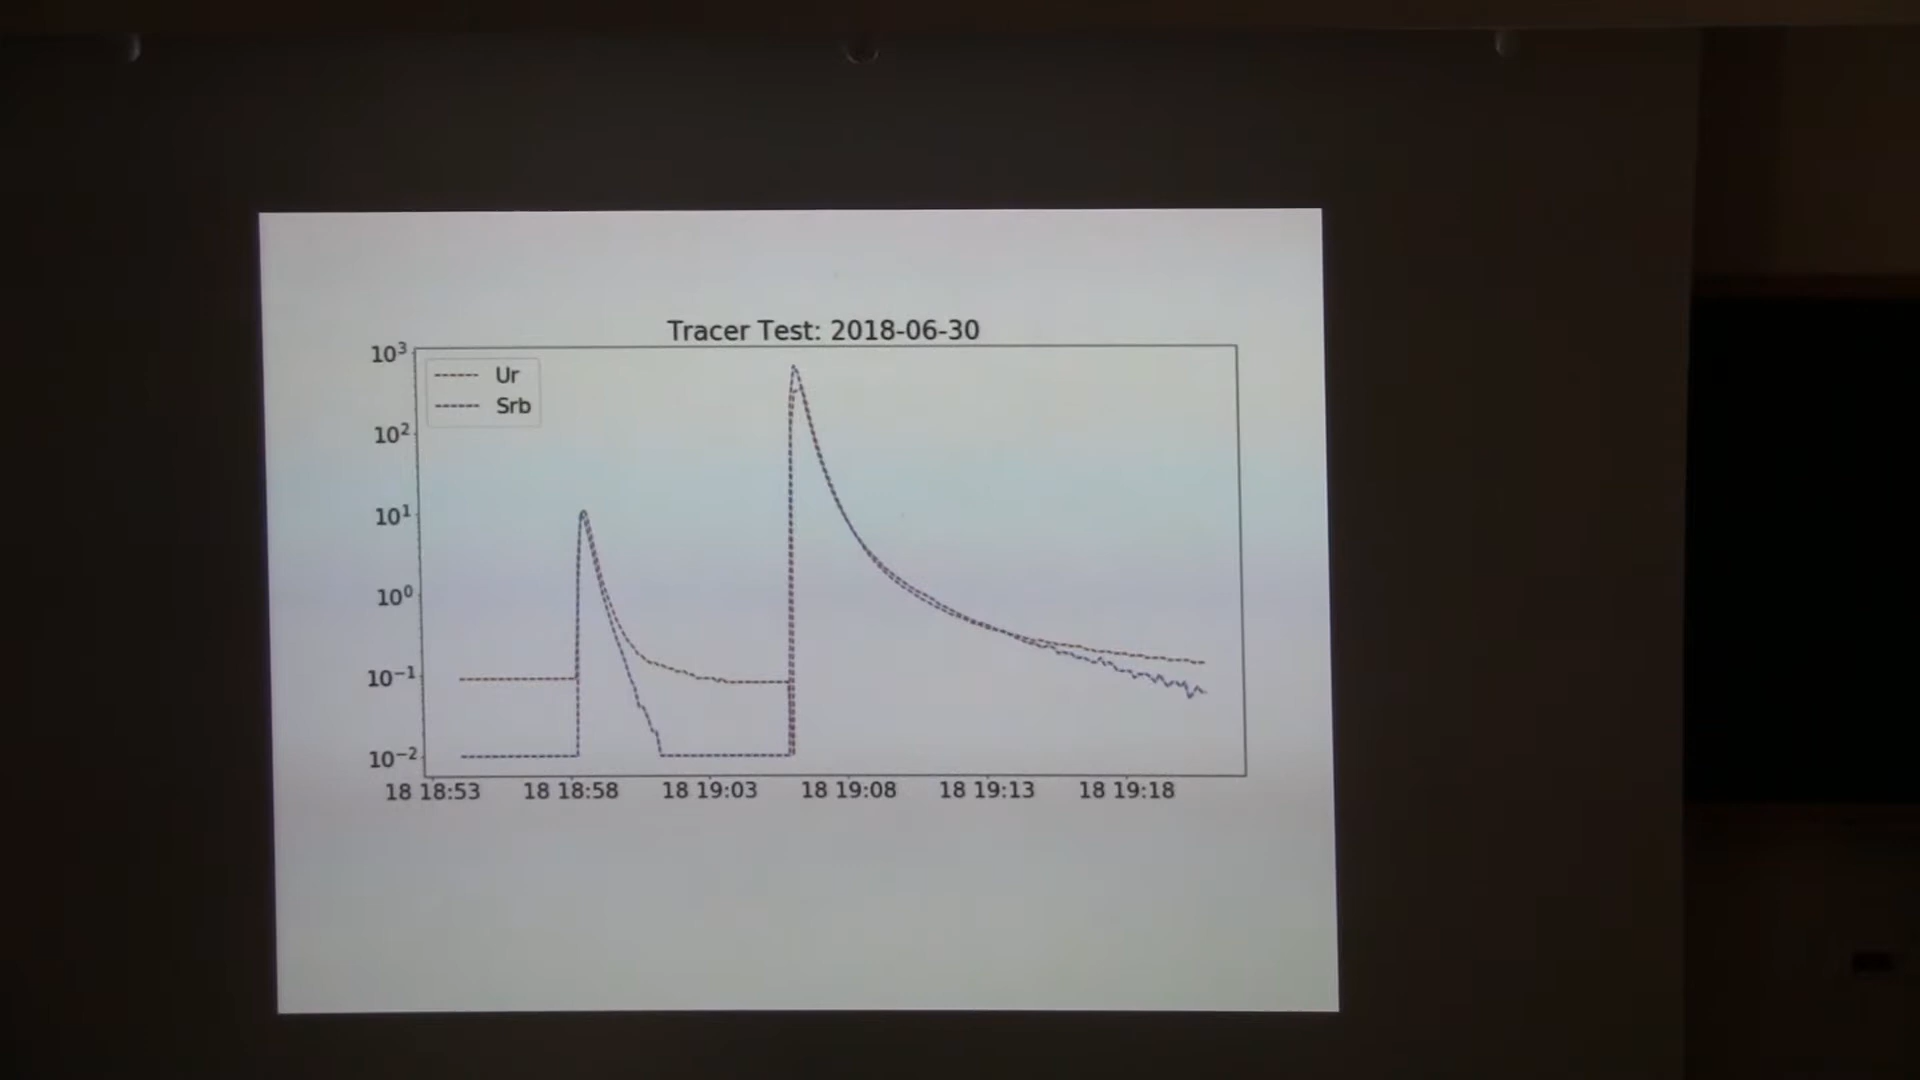 Tracer Test: 2018-06-30
10³
Ur
Srb
10²
10¹
10⁰
10⁻¹
10⁻²
18 18:53 18 18:58 18 19:03 18 19:08 18 19:13 18 19:18